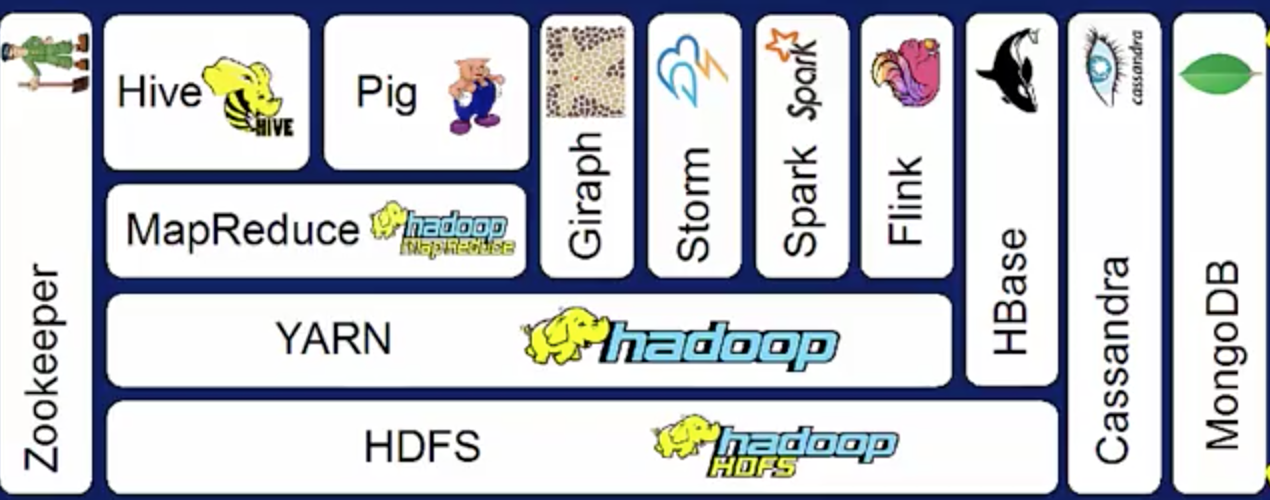 Zookeeper
Hive
HIVE
Pig
MapReduce
hadoop
MapReduce
Giraph
Storm
Spark
Spark
Flink
HBase
cassandra
Cassandra
MongoDB
YARN
hadoop
HDFS
hadoop
HDFS